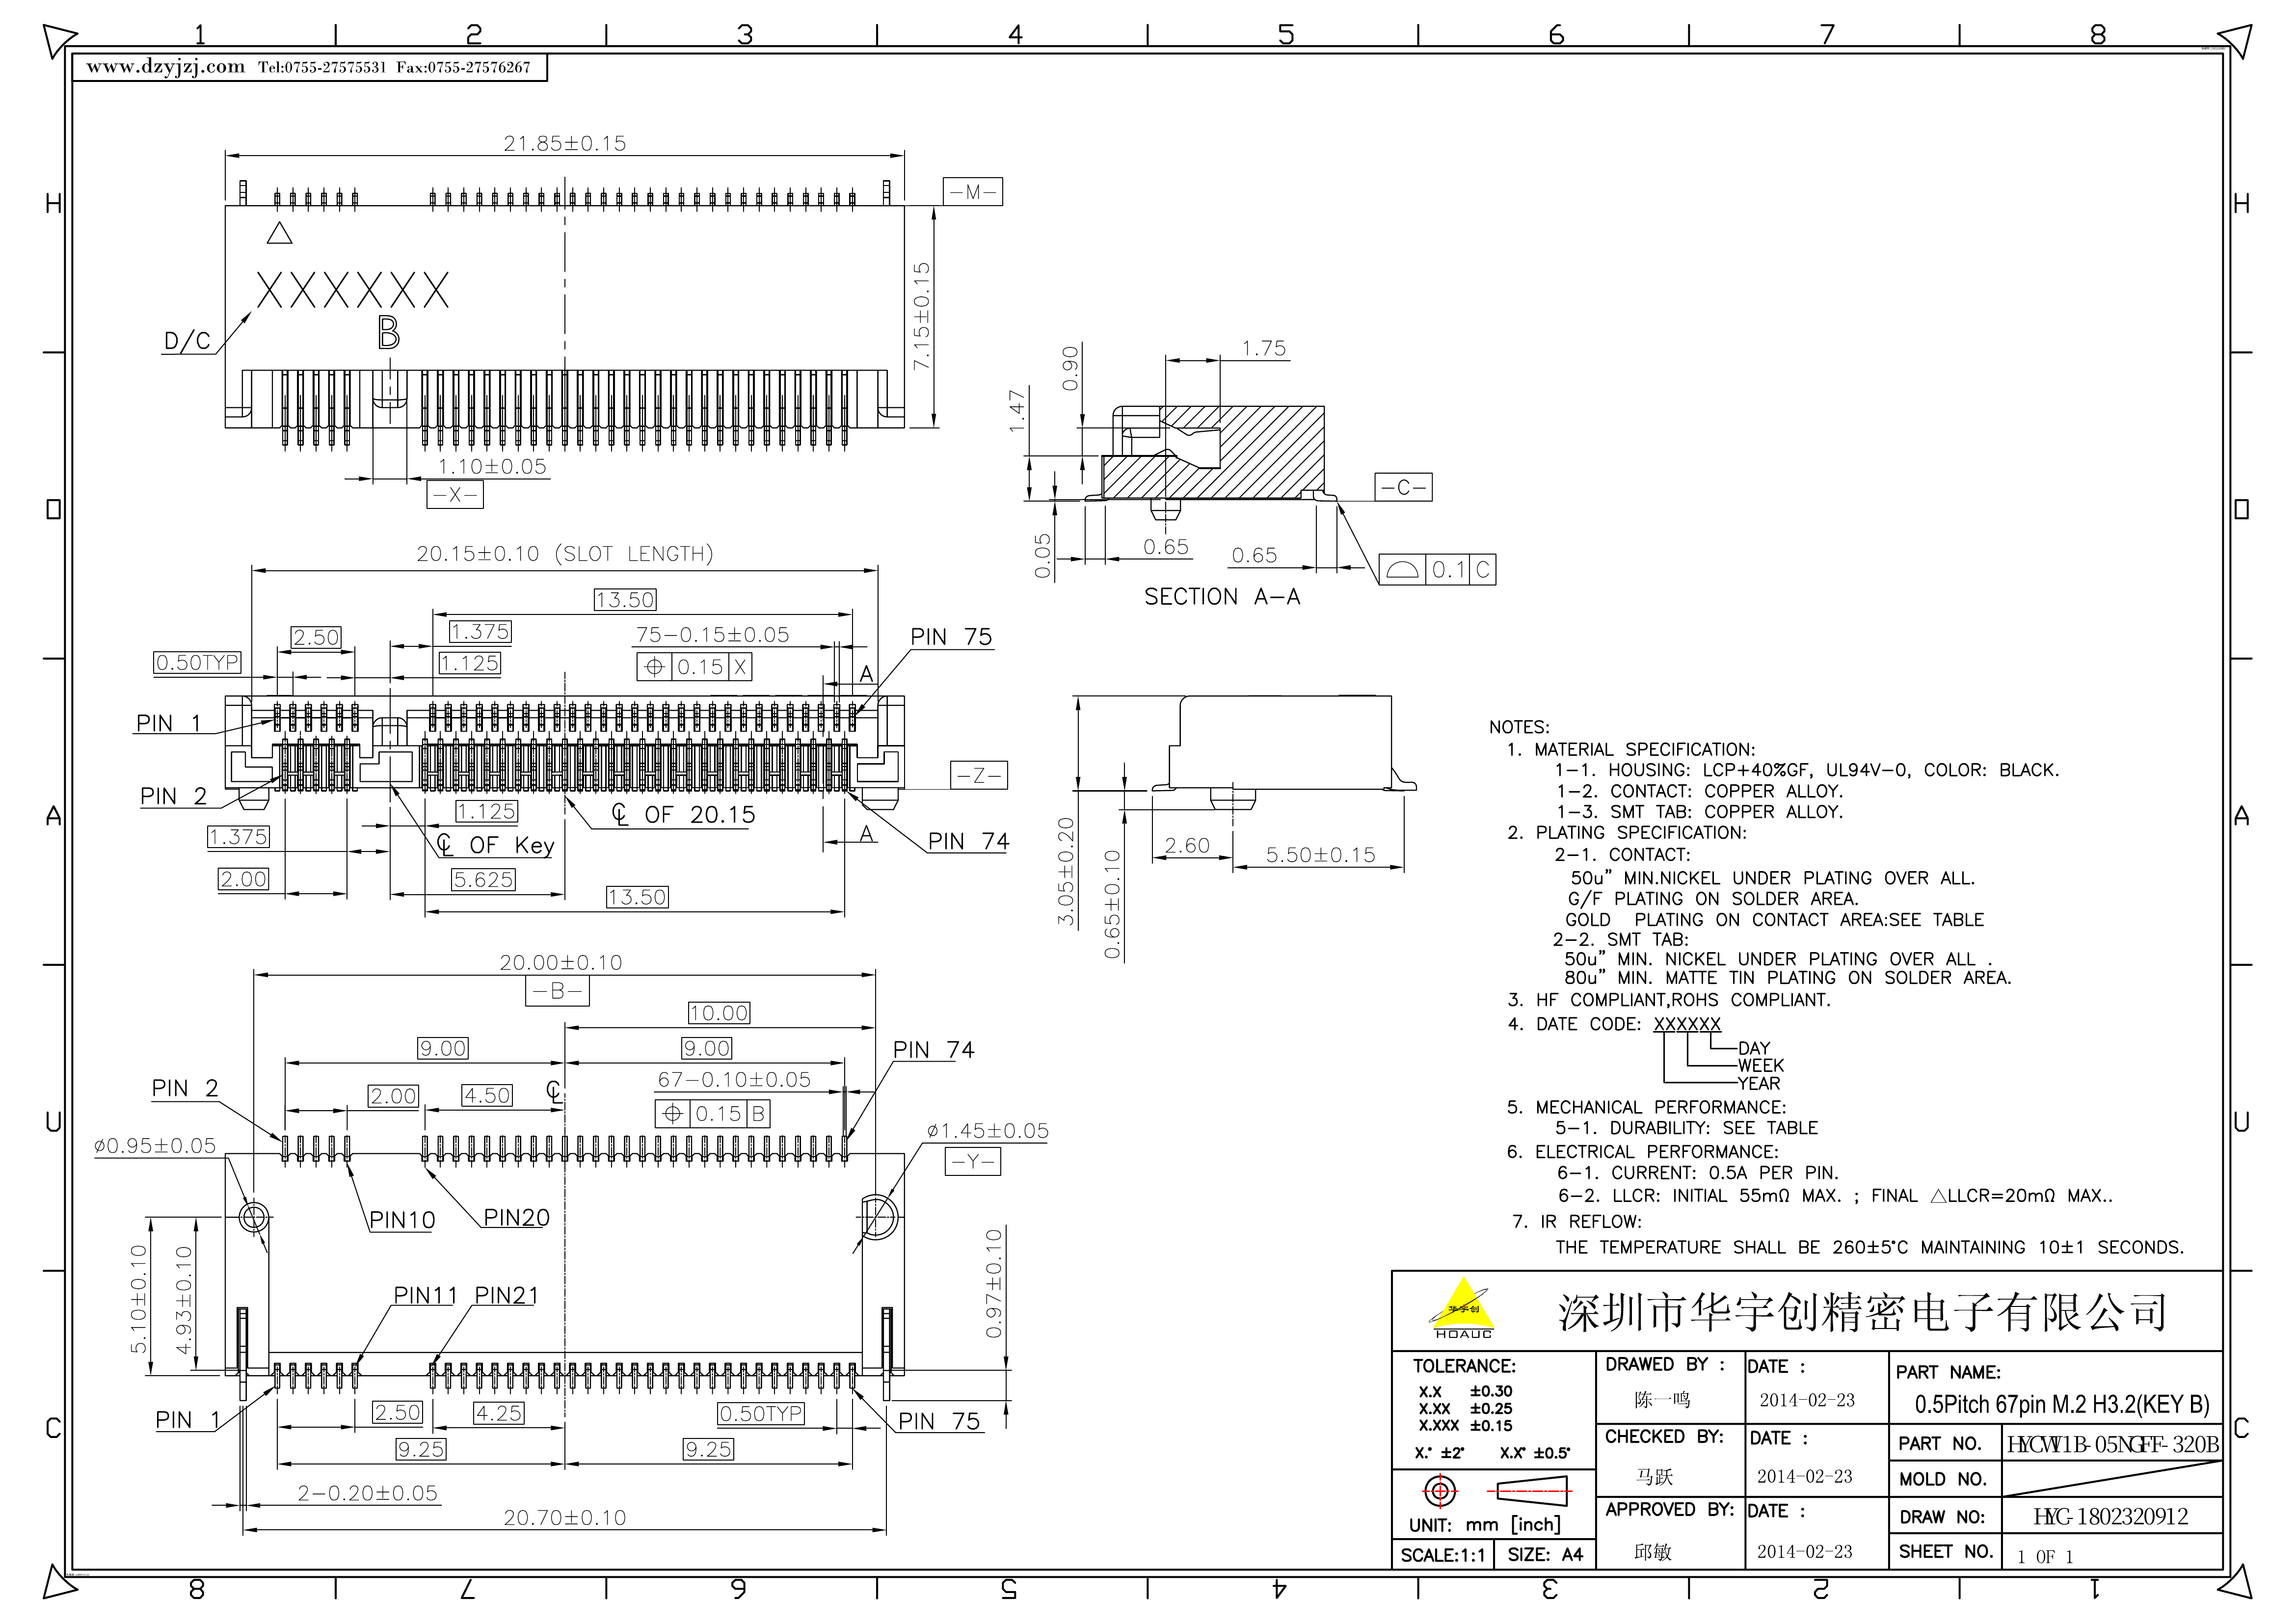 1 2 3 4 5 6 7 8
www.dzyjzj.com Tel:0755-27575531 Fax:0755-27576267
H
H
D
D
A
A
U
U
C
C
21.85±0.15
-M-
7.15±0.15
XXXXXX
D/C
B
1.10±0.05
-X-
1.75
0.90
1.47
-C-
0.05
0.65
0.65
0.1 C
SECTION A-A
20.15±0.10 (SLOT LENGTH)
13.50
2.50
1.375
75-0.15±0.05
PIN 75
0.50TYP
1.125
0.15 X
A
PIN 1
-Z-
PIN 2
1.125
℄ OF 20.15
A
PIN 74
1.375
℄ OF Key
2.00
5.625
13.50
3.05±0.20
0.65±0.10
2.60
5.50±0.15
20.00±0.10
-B-
10.00
9.00
9.00
PIN 74
PIN 2
67-0.10±0.05
2.00
4.50
℄
0.15 B
ø0.95±0.05
ø1.45±0.05
-Y-
PIN10
PIN20
5.10±0.10
4.93±0.10
PIN11
PIN21
0.97±0.10
PIN 1
2.50
4.25
0.50TYP
PIN 75
9.25
9.25
2-0.20±0.05
20.70±0.10
NOTES:
1. MATERIAL SPECIFICATION:
1-1. HOUSING: LCP+40%GF, UL94V-0, COLOR: BLACK.
1-2. CONTACT: COPPER ALLOY.
1-3. SMT TAB: COPPER ALLOY.
2. PLATING SPECIFICATION:
2-1. CONTACT:
50u" MIN.NICKEL UNDER PLATING OVER ALL.
G/F PLATING ON SOLDER AREA.
GOLD PLATING ON CONTACT AREA:SEE TABLE
2-2. SMT TAB:
50u" MIN. NICKEL UNDER PLATING OVER ALL .
80u" MIN. MATTE TIN PLATING ON SOLDER AREA.
3. HF COMPLIANT,ROHS COMPLIANT.
4. DATE CODE: XXXXXX
DAY
WEEK
YEAR
5. MECHANICAL PERFORMANCE:
5-1. DURABILITY: SEE TABLE
6. ELECTRICAL PERFORMANCE:
6-1. CURRENT: 0.5A PER PIN.
6-2. LLCR: INITIAL 55mΩ MAX. ; FINAL △LLCR=20mΩ MAX..
7. IR REFLOW:
THE TEMPERATURE SHALL BE 260±5°C MAINTAINING 10±1 SECONDS.
华宇创
HOAUC
深圳市华宇创精密电子有限公司
TOLERANCE:
X.X ±0.30
X.XX ±0.25
X.XXX ±0.15
X.° ±2° X.X° ±0.5°
UNIT: mm [inch]
SCALE:1:1 SIZE: A4
DRAWED BY : DATE :
陈一鸣 2014-02-23
CHECKED BY: DATE :
马跃 2014-02-23
APPROVED BY: DATE :
邱敏 2014-02-23
PART NAME:
0.5Pitch 67pin M.2 H3.2(KEY B)
PART NO. HYCW11B-05NGFF-320B
MOLD NO.
DRAW NO: HYG-1802320912
SHEET NO. 1 OF 1
8 7 6 5 4 3 2 1